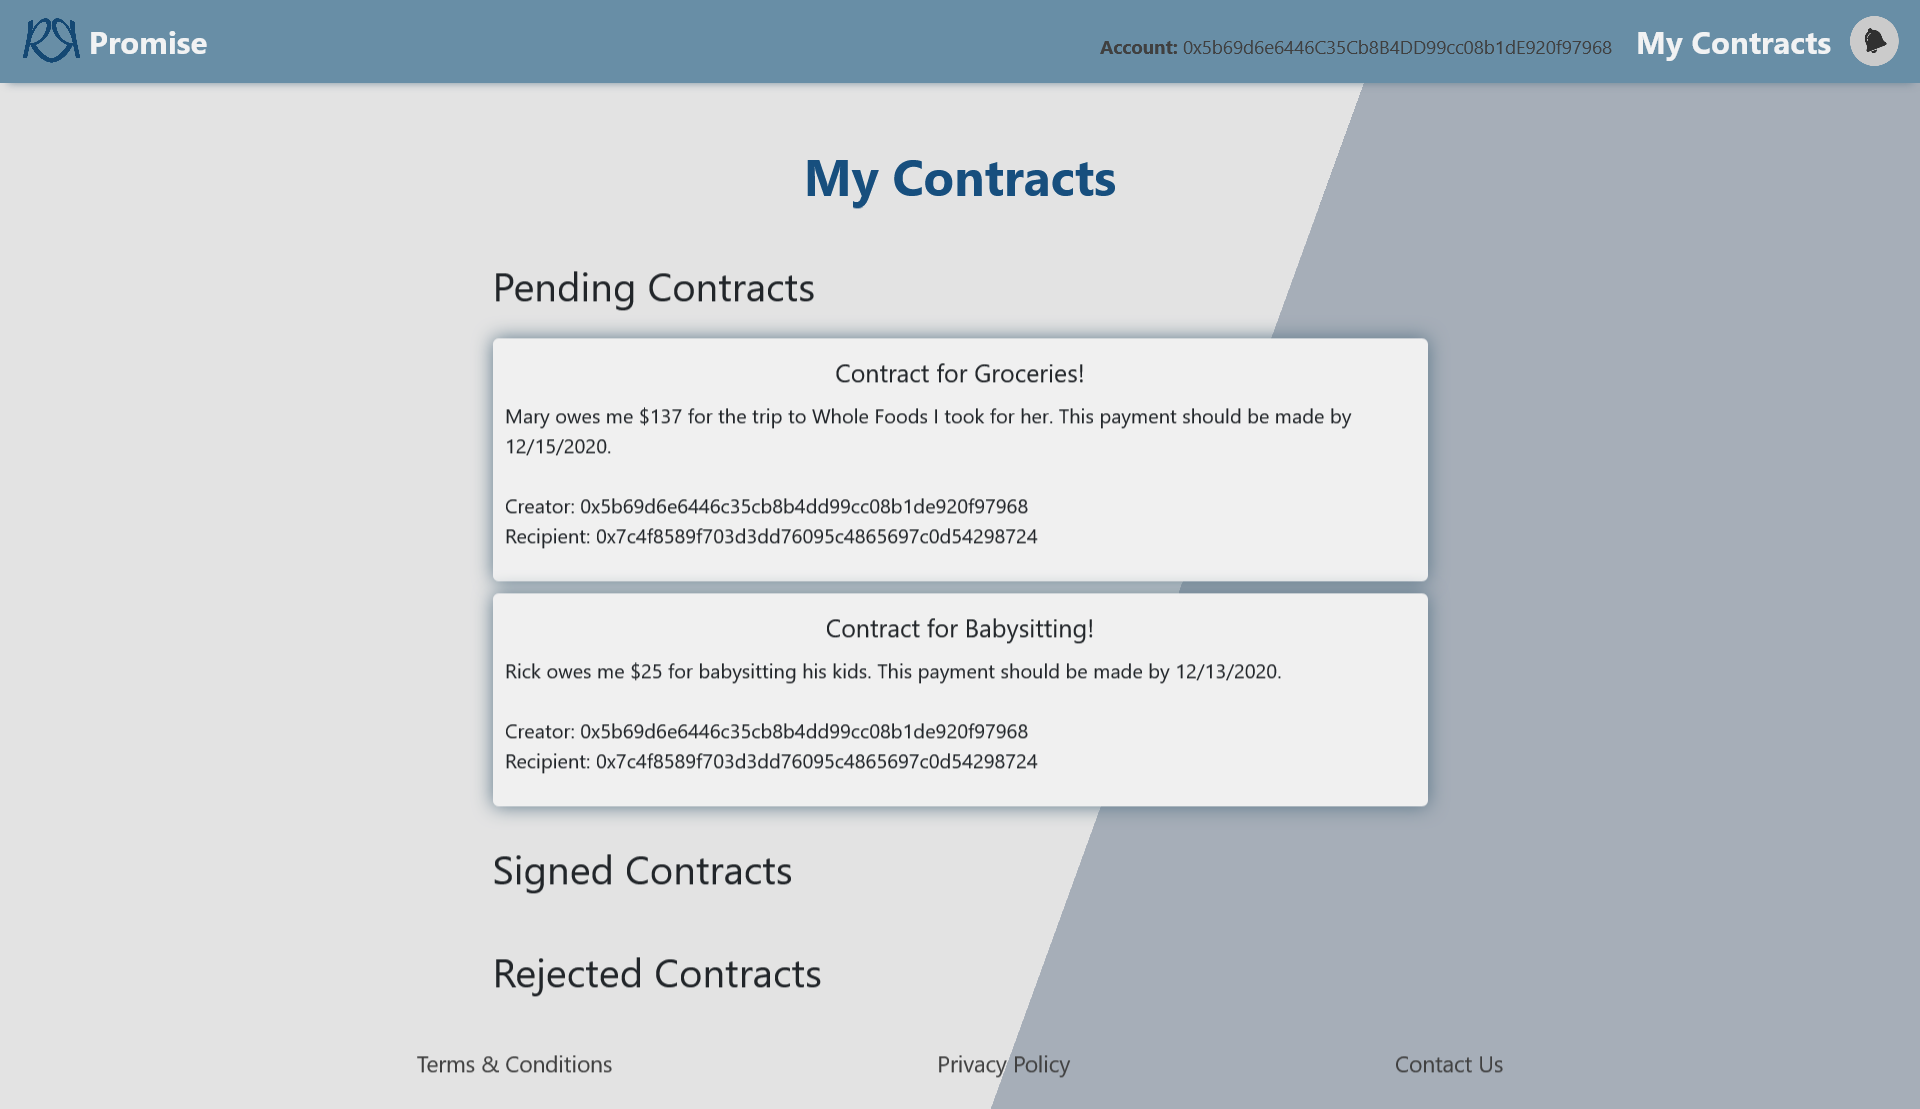 Promise
Account: 0x5b69d6e6446C35Cb8B4DD99cc08b1dE920f97968
My Contracts
My Contracts
Pending Contracts
Contract for Groceries!
Mary owes me $137 for the trip to Whole Foods I took for her. This payment should be made by
12/15/2020.
Creator: 0x5b69d6e6446c35cb8b4dd99cc08b1de920f97968
Recipient: 0x7c4f8589f703d3dd76095c4865697c0d54298724
Contract for Babysitting!
Rick owes me $25 for babysitting his kids. This payment should be made by 12/13/2020.
Creator: 0x5b69d6e6446c35cb8b4dd99cc08b1de920f97968
Recipient: 0x7c4f8589f703d3dd76095c4865697c0d54298724
Signed Contracts
Rejected Contracts
Terms & Conditions
Privacy Policy
Contact Us